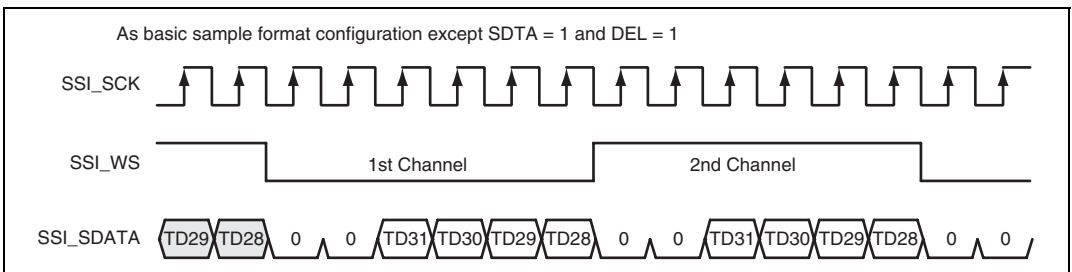 As basic sample format configuration except SDTA = 1 and DEL = 1
SSI_SCK
SSI_WS 1st Channel 2nd Channel
SSI_SDATA TD29 TD28 0 0 TD31 TD30 TD29 TD28 0 0 TD31 TD30 TD29 TD28 0 0